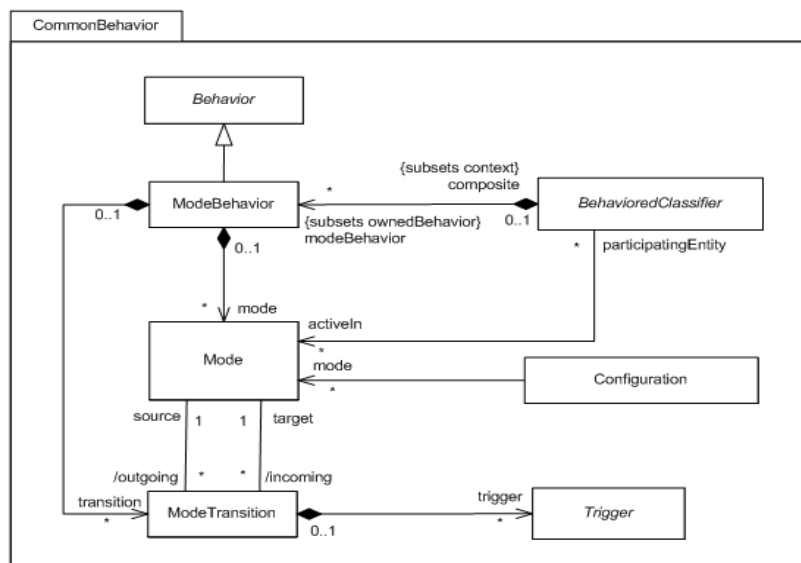 CommonBehavior
Behavior
{subsets context}
*
composite
ModeBehavior
BehavioredClassifier
0..1
{subsets ownedBehavior}
0..1
modeBehavior
0..1
*
participatingEntity
*
mode
activeIn
*
Mode
mode
*
Configuration
source
1
1
target
/outgoing
*
*
/incoming
transition
*
ModeTransition
trigger
0..1
*
Trigger